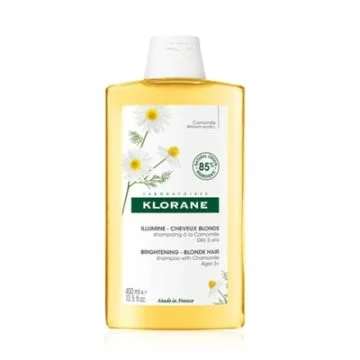 Camomille
85%
LABORATOIRES
KLORANE
ILLUMINE - CHEVEUX BLONDS
shampooing à la Camomille
Dès 3 ans
BRIGHTENING - BLONDE HAIR
shampoo with Chamomile
Ages 3+
400 ml e
13.5 fl.oz.
Made in France